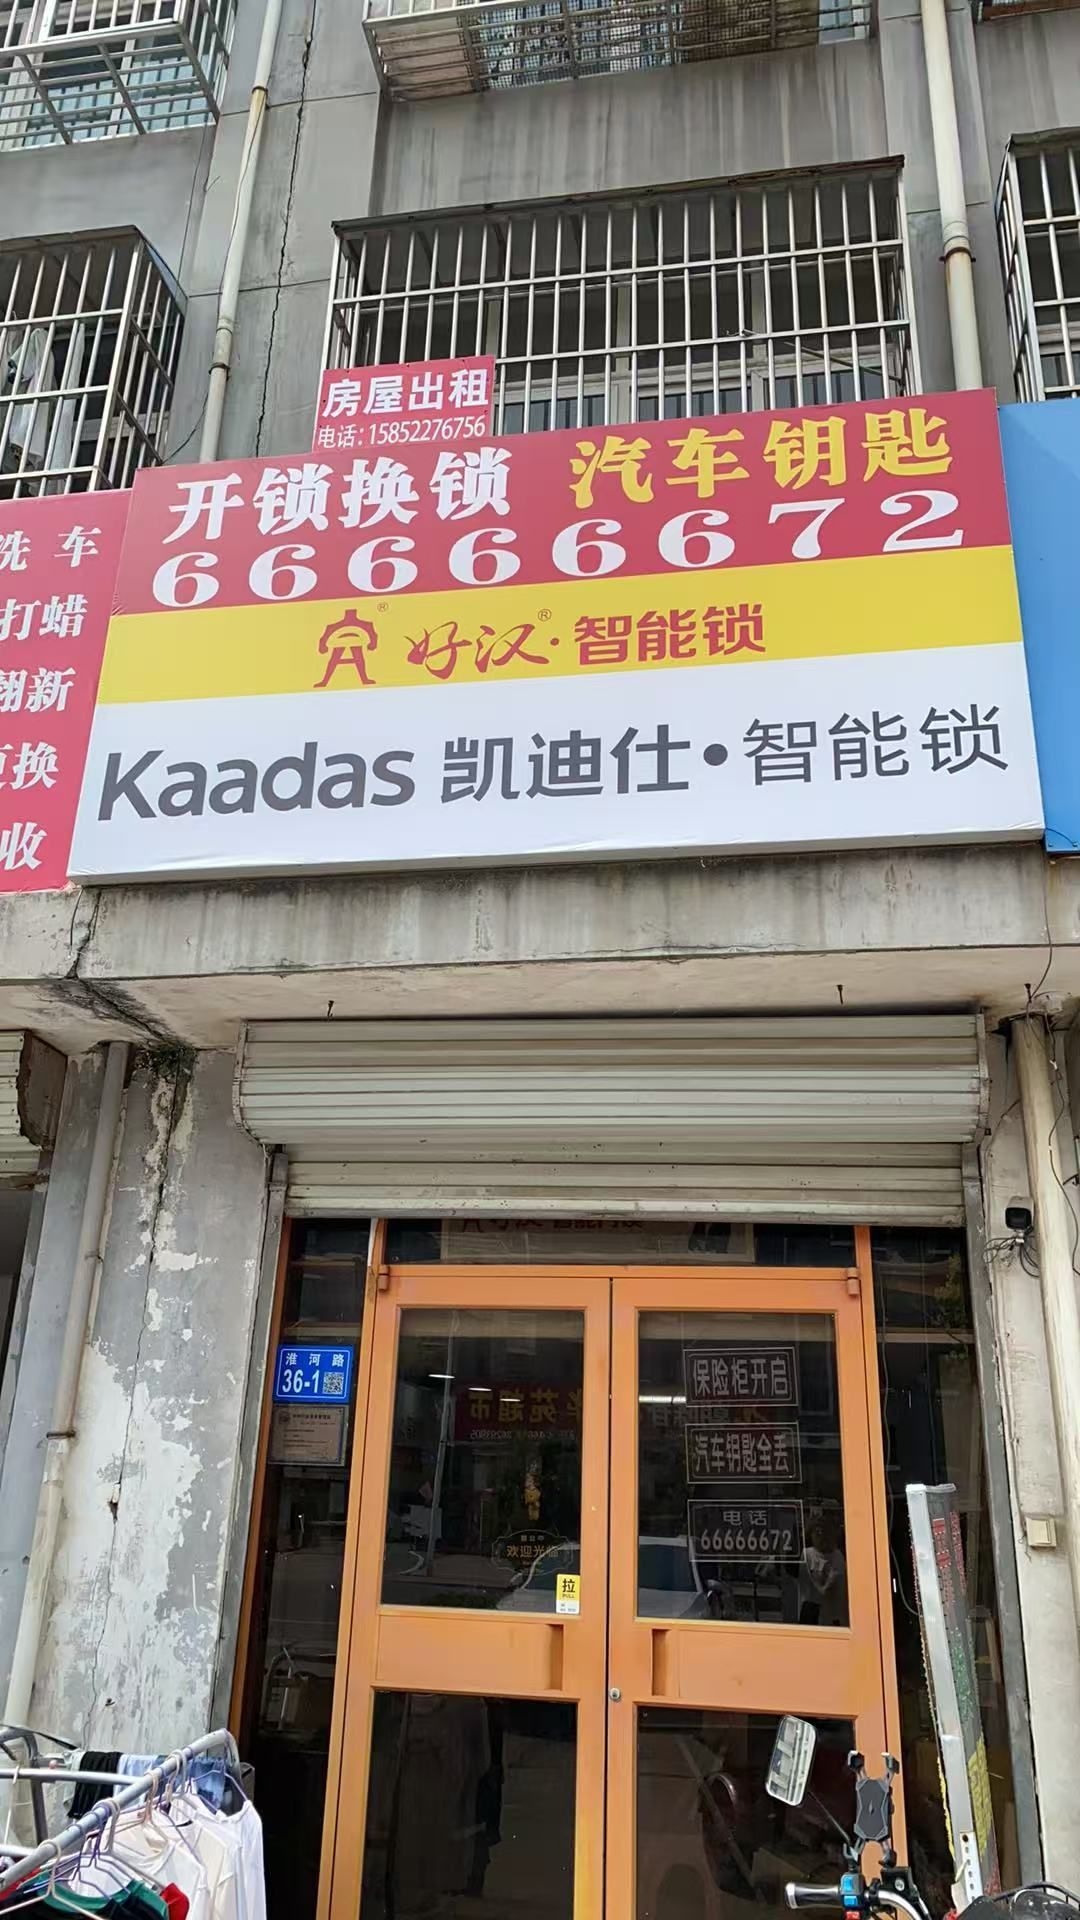 房屋出租
电话：15852276756
开锁换锁 汽车钥匙
66666672
好汉®·智能锁
Kaadas 凯迪仕·智能锁
洗车
打蜡
翻新
更换
收
淮河路
36-1
保险柜开启
汽车钥匙全丢
电话
66666672
欢迎光临
拉
PULL